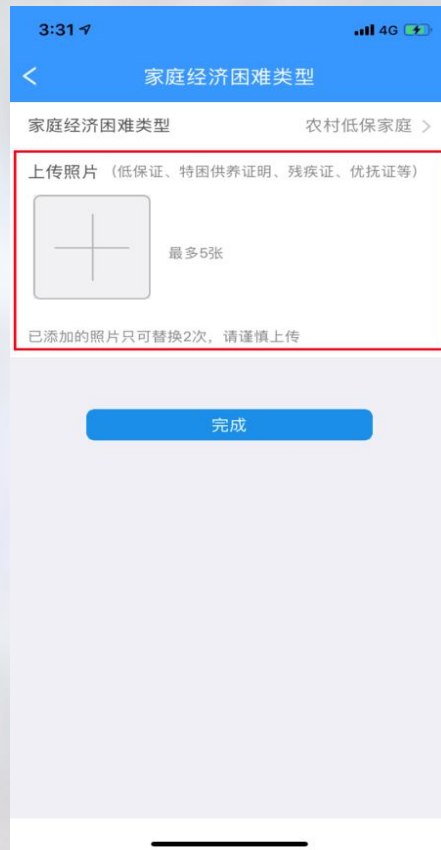 3:31 4G
家庭经济困难类型
家庭经济困难类型 农村低保家庭
上传照片（低保证、特困供养证明、残疾证、优抚证等）
最多5张
已添加的照片只可替换2次，请谨慎上传
完成